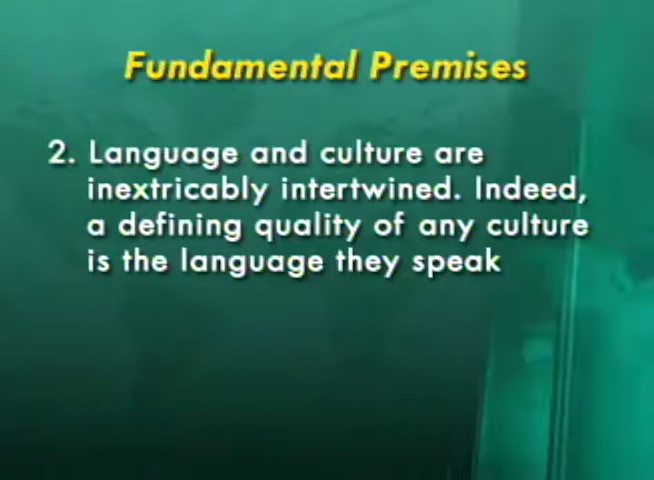 Fundamental Premises
2. Language and culture are
inextricably intertwined. Indeed,
a defining quality of any culture
is the language they speak